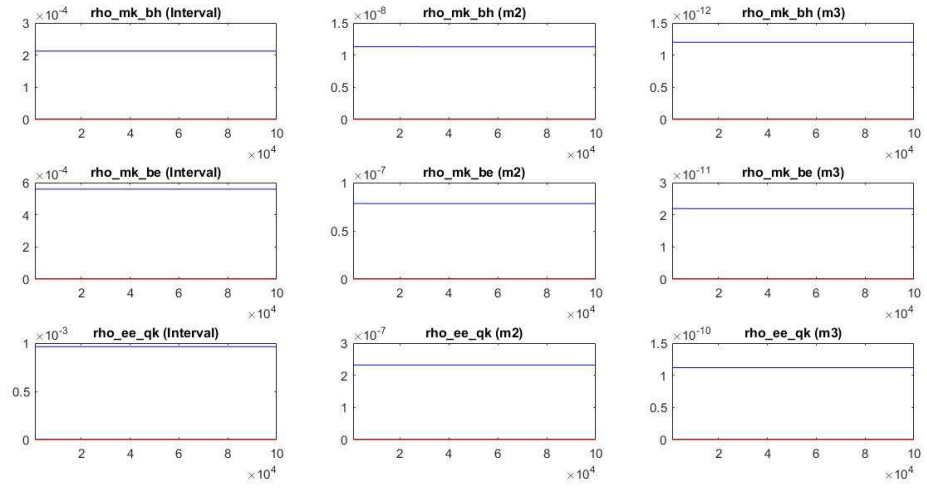 ×10⁻⁴ rho_mk_bh (Interval)
3
2
1
0
2 4 6 8 10
×10⁴
×10⁻⁸ rho_mk_bh (m2)
1.5
1
0.5
0
2 4 6 8 10
×10⁴
×10⁻¹² rho_mk_bh (m3)
1.5
1
0.5
0
2 4 6 8 10
×10⁴
×10⁻⁴ rho_mk_be (Interval)
6
4
2
0
2 4 6 8 10
×10⁴
×10⁻⁷ rho_mk_be (m2)
1
0.5
0
2 4 6 8 10
×10⁴
×10⁻¹¹ rho_mk_be (m3)
3
2
1
0
2 4 6 8 10
×10⁴
×10⁻³ rho_ee_qk (Interval)
1
0.5
0
2 4 6 8 10
×10⁴
×10⁻⁷ rho_ee_qk (m2)
3
2
1
0
2 4 6 8 10
×10⁴
×10⁻¹⁰ rho_ee_qk (m3)
1.5
1
0.5
0
2 4 6 8 10
×10⁴